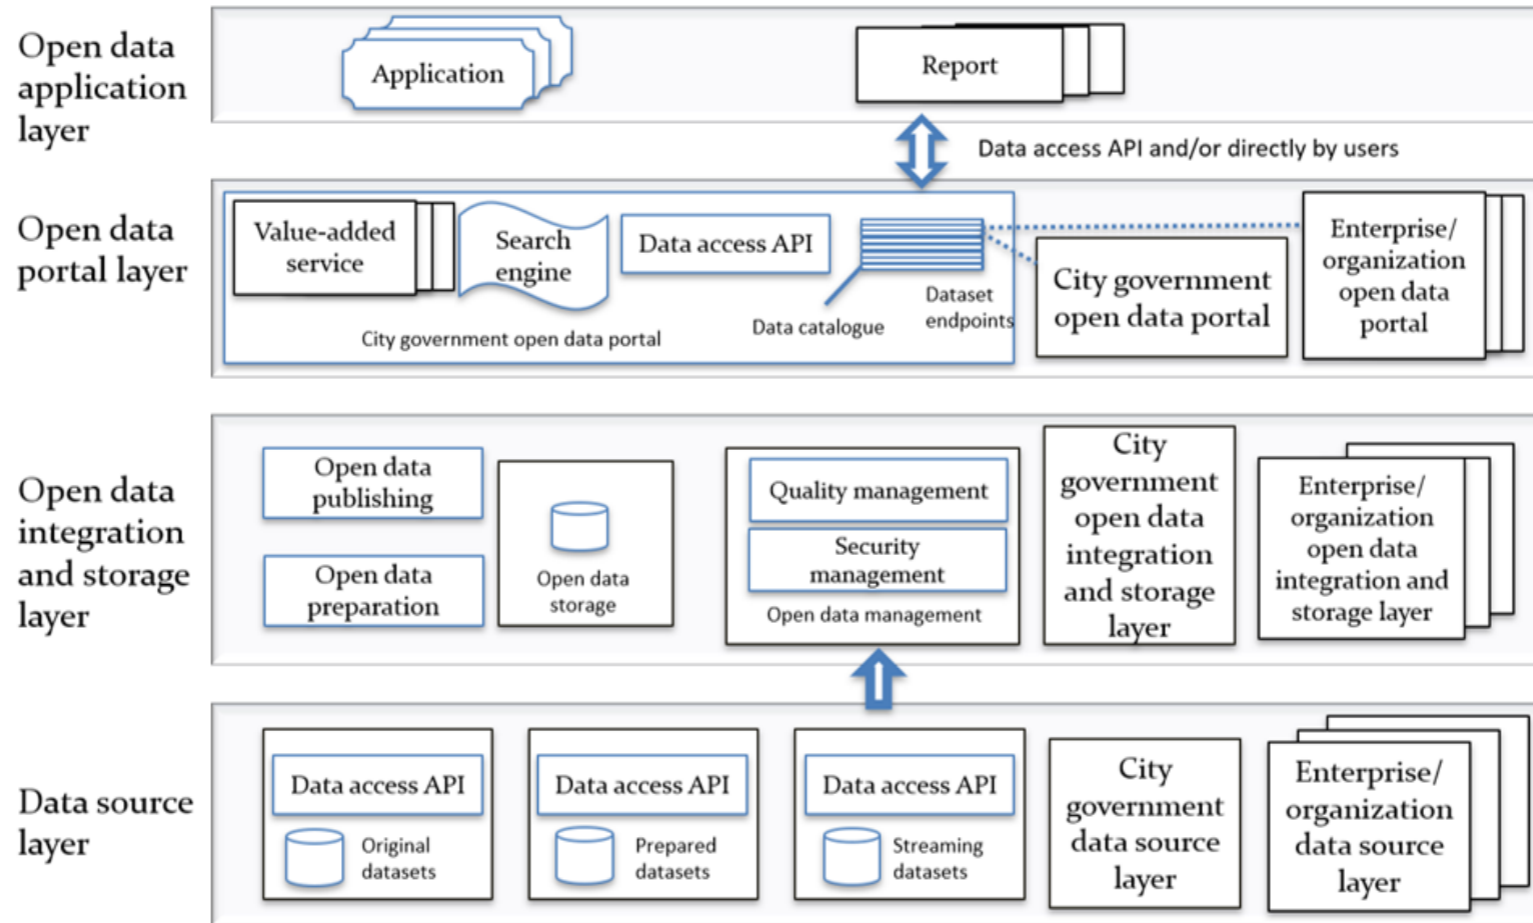 Open data
application
layer
Application
Report
Data access API and/or directly by users
Open data
portal layer
Value-added
service
Search
engine
Data access API
Data catalogue
Dataset
endpoints
City government open data portal
City government
open data portal
Enterprise/
organization
open data
portal
Open data
integration
and storage
layer
Open data
publishing
Open data
preparation
Open data
storage
Quality management
Security
management
Open data management
City
government
open data
integration
and storage
layer
Enterprise/
organization
open data
integration and
storage layer
Data source
layer
Data access API
Original
datasets
Data access API
Prepared
datasets
Data access API
Streaming
datasets
City
government
data source
layer
Enterprise/
organization
data source
layer